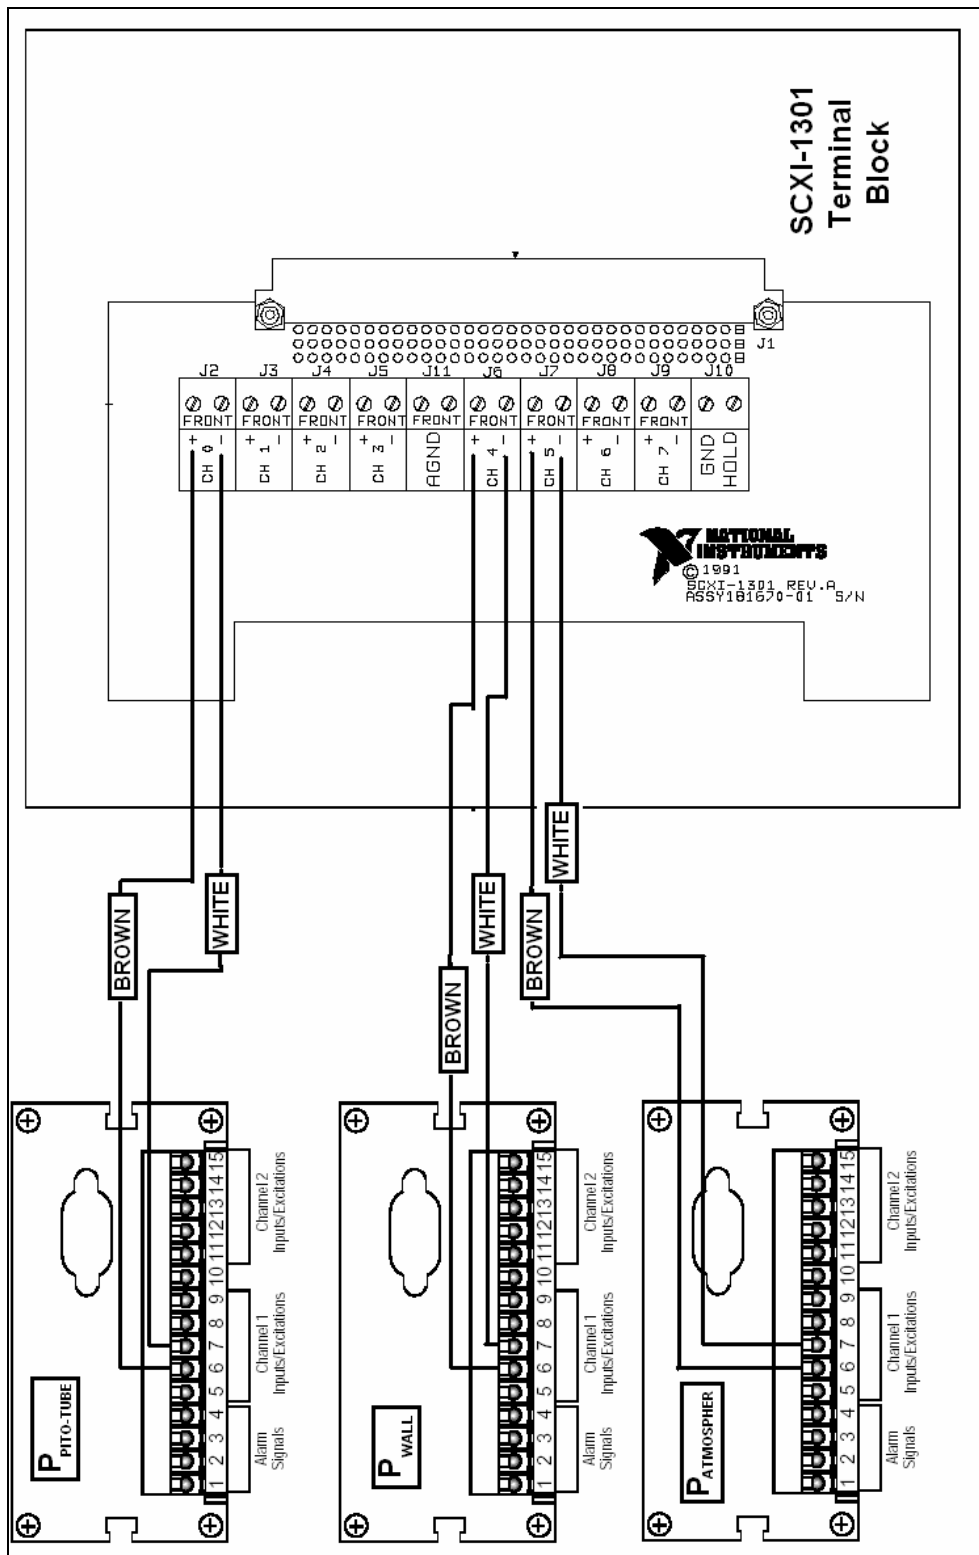 SCXI-1301
Terminal
Block
J1
J2 J3 J4 J5 J11 J6 J7 J8 J9 J10
FRONT FRONT FRONT FRONT FRONT FRONT FRONT FRONT FRONT
+ CH 0 -
+ CH 1 -
+ CH 2 -
+ CH 3 -
AGND
+ CH 4 -
+ CH 5 -
+ CH 6 -
+ CH 7 -
GND
HOLD
NATIONAL
INSTRUMENTS
© 1991
SCXI-1301 REV.A
ASSY181670-01 S/N
BROWN
WHITE
BROWN
WHITE
BROWN
WHITE
P PITO-TUBE
1 2 3 4 5 6 7 8 9 10 11 12 13 14 15
Alarm
Signals
Channel 1
Inputs/Excitations
Channel 2
Inputs/Excitations
P WALL
1 2 3 4 5 6 7 8 9 10 11 12 13 14 15
Alarm
Signals
Channel 1
Inputs/Excitations
Channel 2
Inputs/Excitations
P ATMOSPHER
1 2 3 4 5 6 7 8 9 10 11 12 13 14 15
Alarm
Signals
Channel 1
Inputs/Excitations
Channel 2
Inputs/Excitations